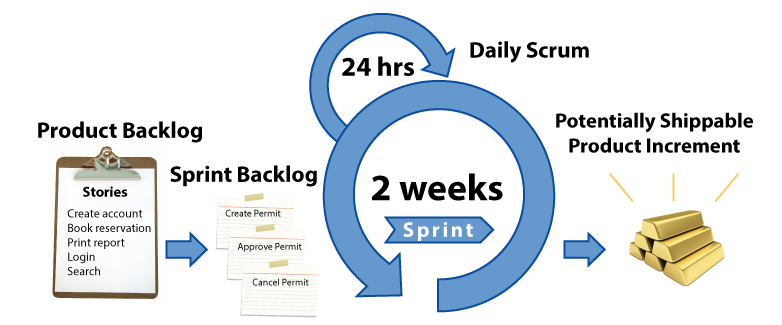 Product Backlog
Stories
Create account
Book reservation
Print report
Login
Search
Sprint Backlog
Create Permit
Approve Permit
Cancel Permit
24 hrs
Daily Scrum
2 weeks
Sprint
Potentially Shippable
Product Increment